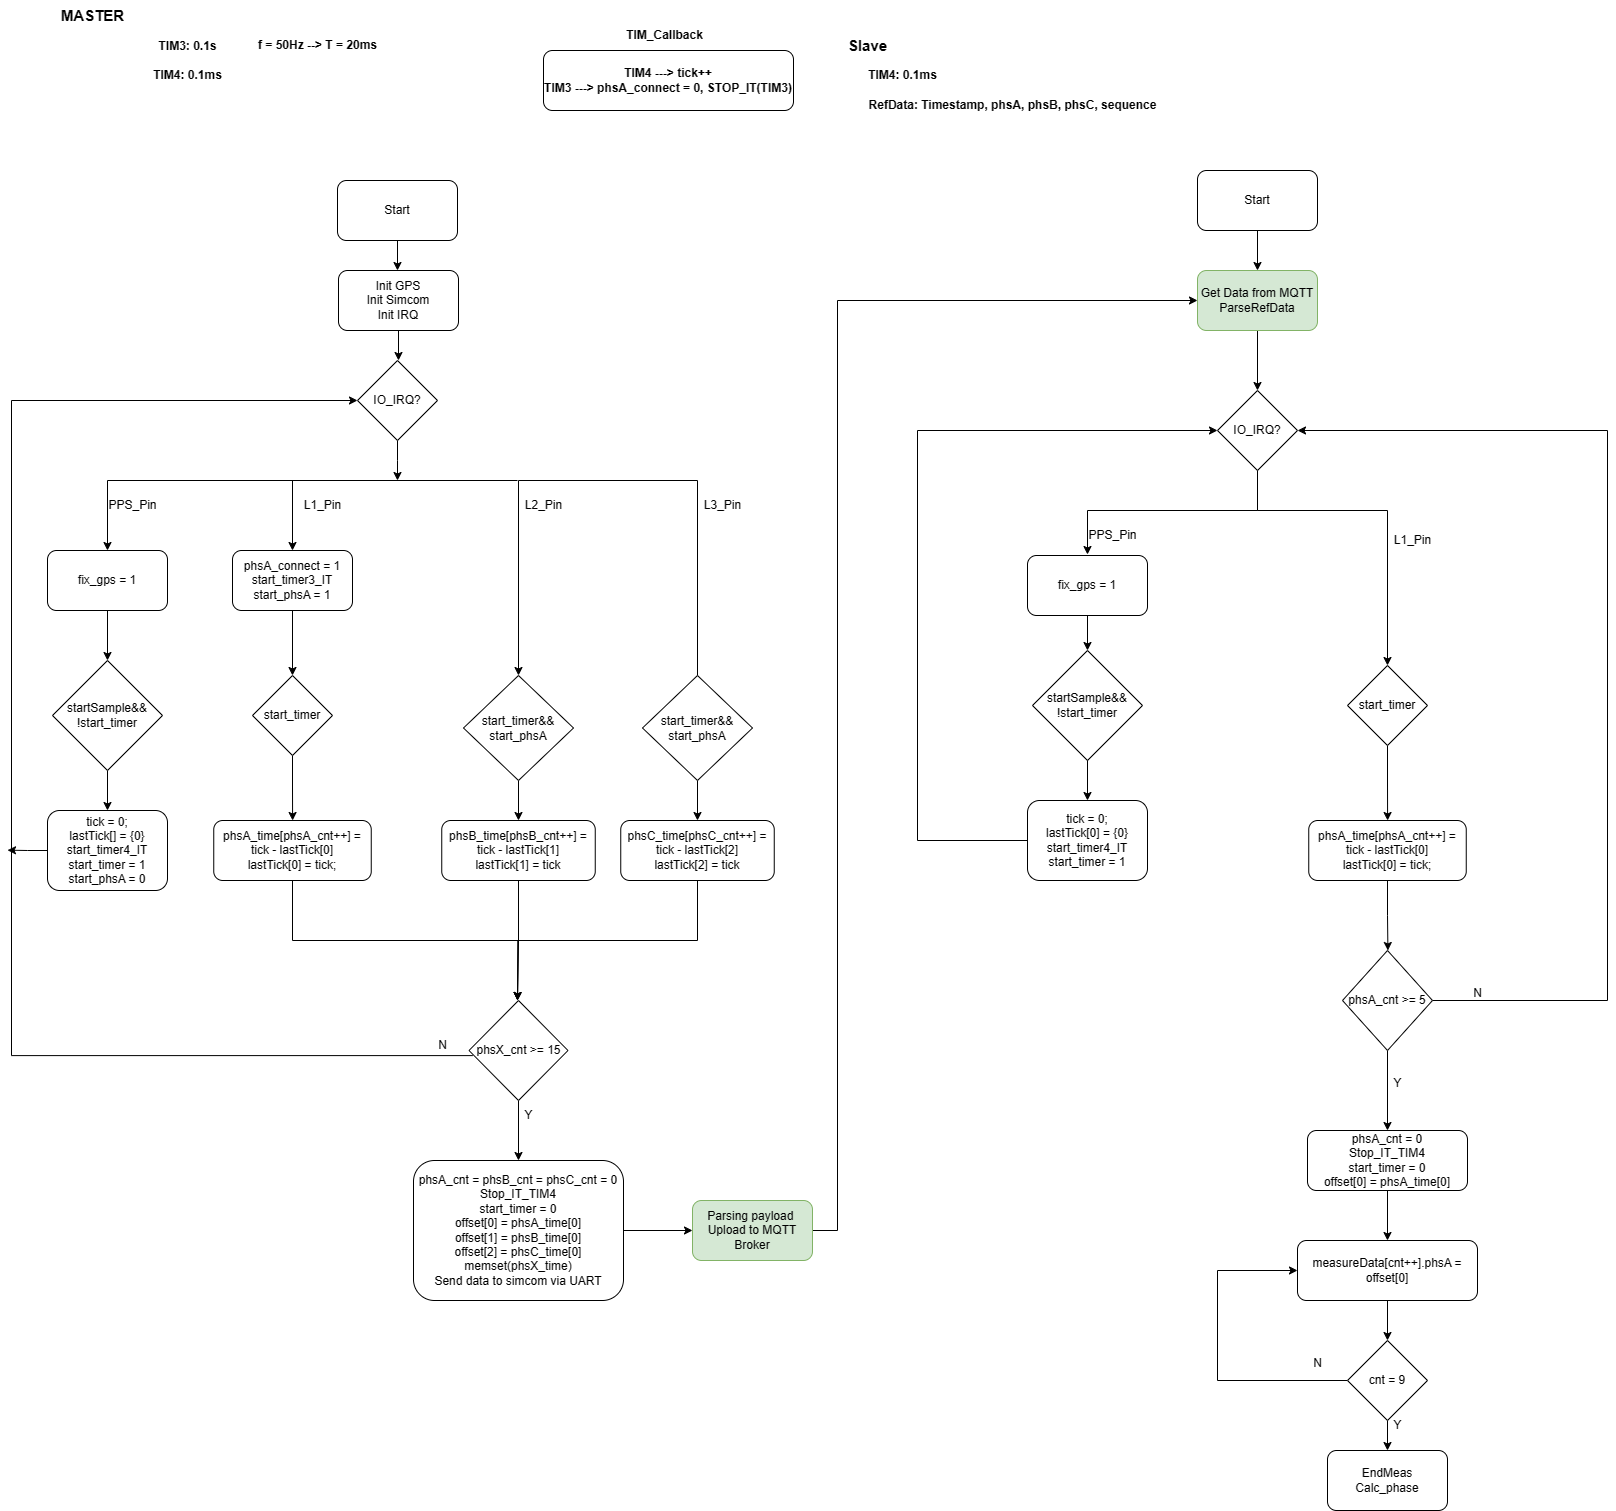 MASTER
TIM3: 0.1s
f = 50Hz --> T = 20ms
TIM4: 0.1ms
TIM_Callback
TIM4 ---> tick++
TIM3 ---> phsA_connect = 0, STOP_IT(TIM3)
Slave
TIM4: 0.1ms
RefData: Timestamp, phsA, phsB, phsC, sequence
Start
Init GPS
Init Simcom
Init IRQ
IO_IRQ?
PPS_Pin
L1_Pin
L2_Pin
L3_Pin
fix_gps = 1
phsA_connect = 1
start_timer3_IT
start_phsA = 1
startSample&&
!start_timer
start_timer
start_timer&&
start_phsA
start_timer&&
start_phsA
tick = 0;
lastTick[] = {0}
start_timer4_IT
start_timer = 1
start_phsA = 0
phsA_time[phsA_cnt++] =
tick - lastTick[0]
lastTick[0] = tick;
phsB_time[phsB_cnt++] =
tick - lastTick[1]
lastTick[1] = tick
phsC_time[phsC_cnt++] =
tick - lastTick[2]
lastTick[2] = tick
phsX_cnt >= 15
N
Y
phsA_cnt = phsB_cnt = phsC_cnt = 0
Stop_IT_TIM4
start_timer = 0
offset[0] = phsA_time[0]
offset[1] = phsB_time[0]
offset[2] = phsC_time[0]
memset(phsX_time)
Send data to simcom via UART
Parsing payload
Upload to MQTT
Broker
Start
Get Data from MQTT
ParseRefData
IO_IRQ?
PPS_Pin
L1_Pin
fix_gps = 1
startSample&&
!start_timer
start_timer
tick = 0;
lastTick[0] = {0}
start_timer4_IT
start_timer = 1
phsA_time[phsA_cnt++] =
tick - lastTick[0]
lastTick[0] = tick;
phsA_cnt >= 5
N
Y
phsA_cnt = 0
Stop_IT_TIM4
start_timer = 0
offset[0] = phsA_time[0]
measureData[cnt++].phsA =
offset[0]
cnt = 9
N
Y
EndMeas
Calc_phase